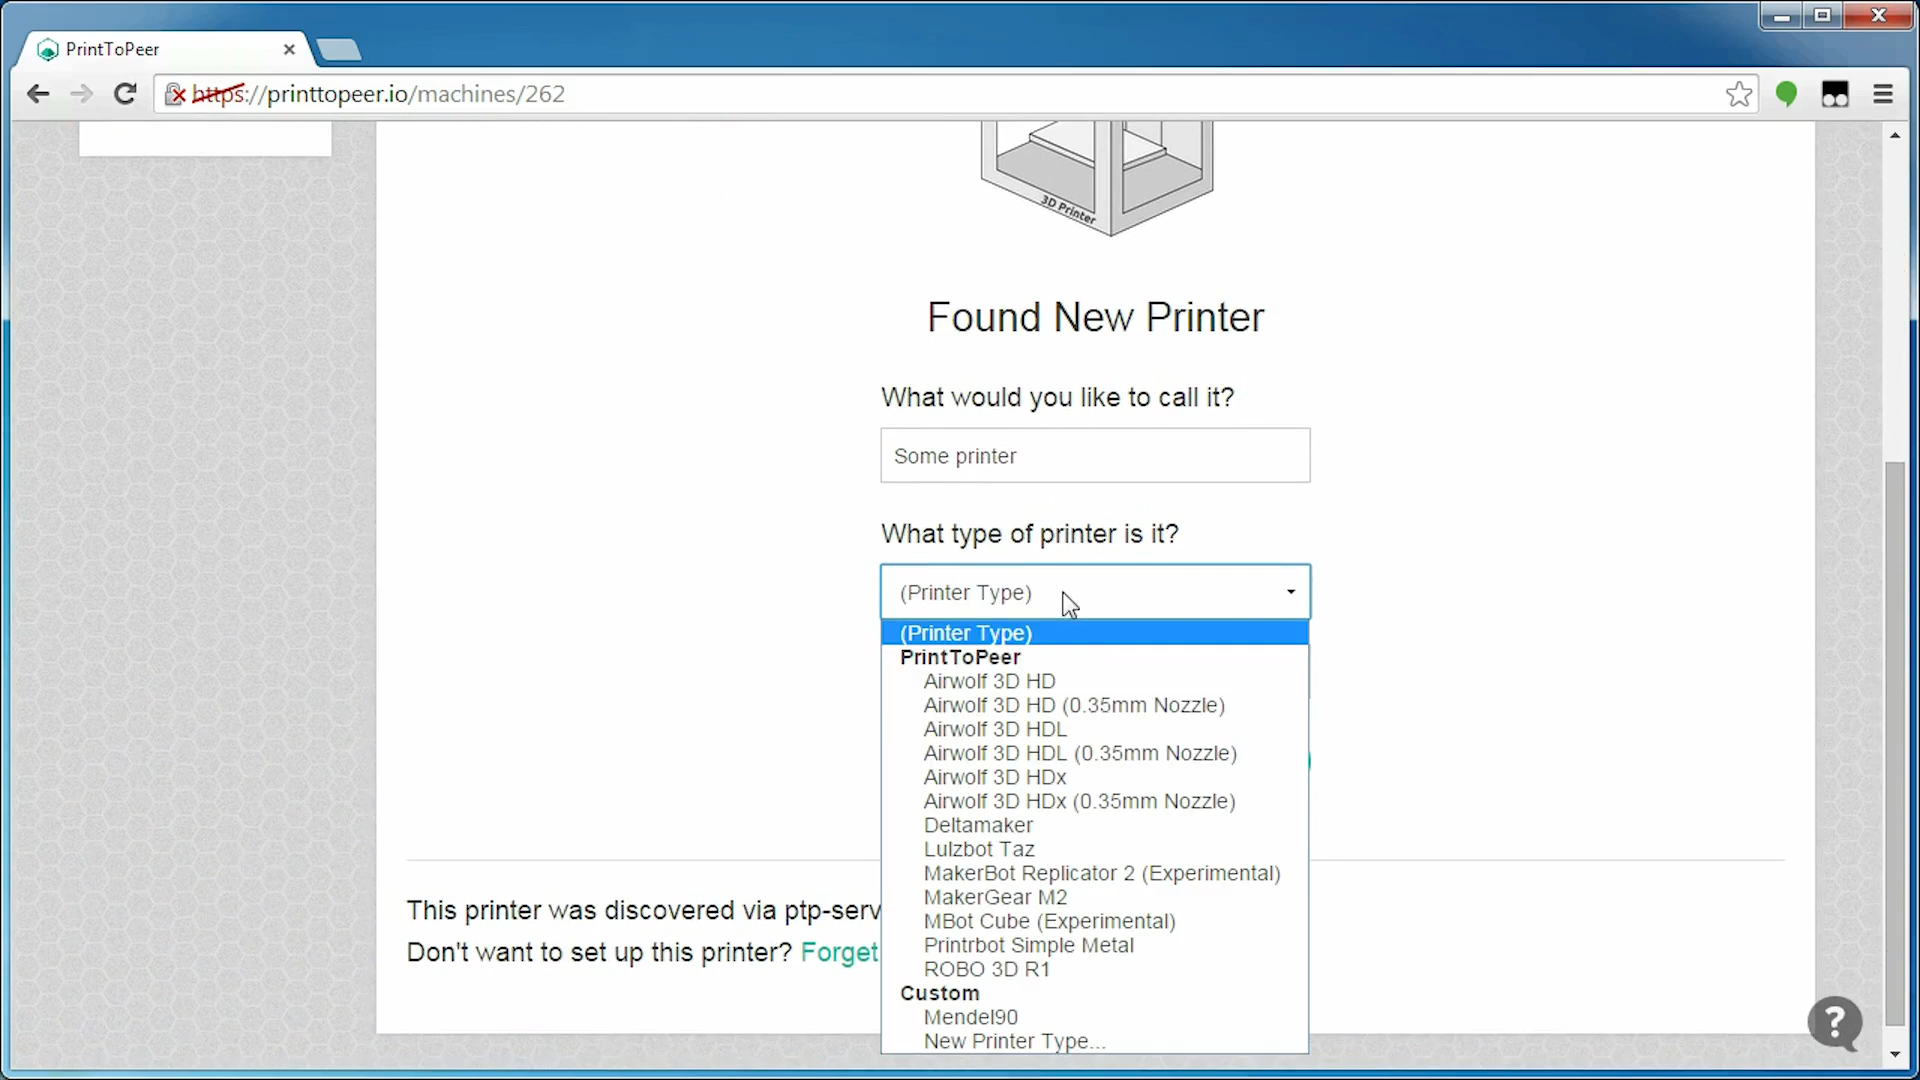 PrintToPeer
https://printtopeer.io/machines/262
3D Printer
Found New Printer
What would you like to call it?
Some printer
What type of printer is it?
(Printer Type)
(Printer Type)
PrintToPeer
Airwolf 3D HD
Airwolf 3D HD (0.35mm Nozzle)
Airwolf 3D HDL
Airwolf 3D HDL (0.35mm Nozzle)
Airwolf 3D HDx
Airwolf 3D HDx (0.35mm Nozzle)
Deltamaker
Lulzbot Taz
MakerBot Replicator 2 (Experimental)
MakerGear M2
MBot Cube (Experimental)
Printrbot Simple Metal
ROBO 3D R1
Custom
Mendel90
New Printer Type...
This printer was discovered via ptp-serv
Don't want to set up this printer? Forget
?